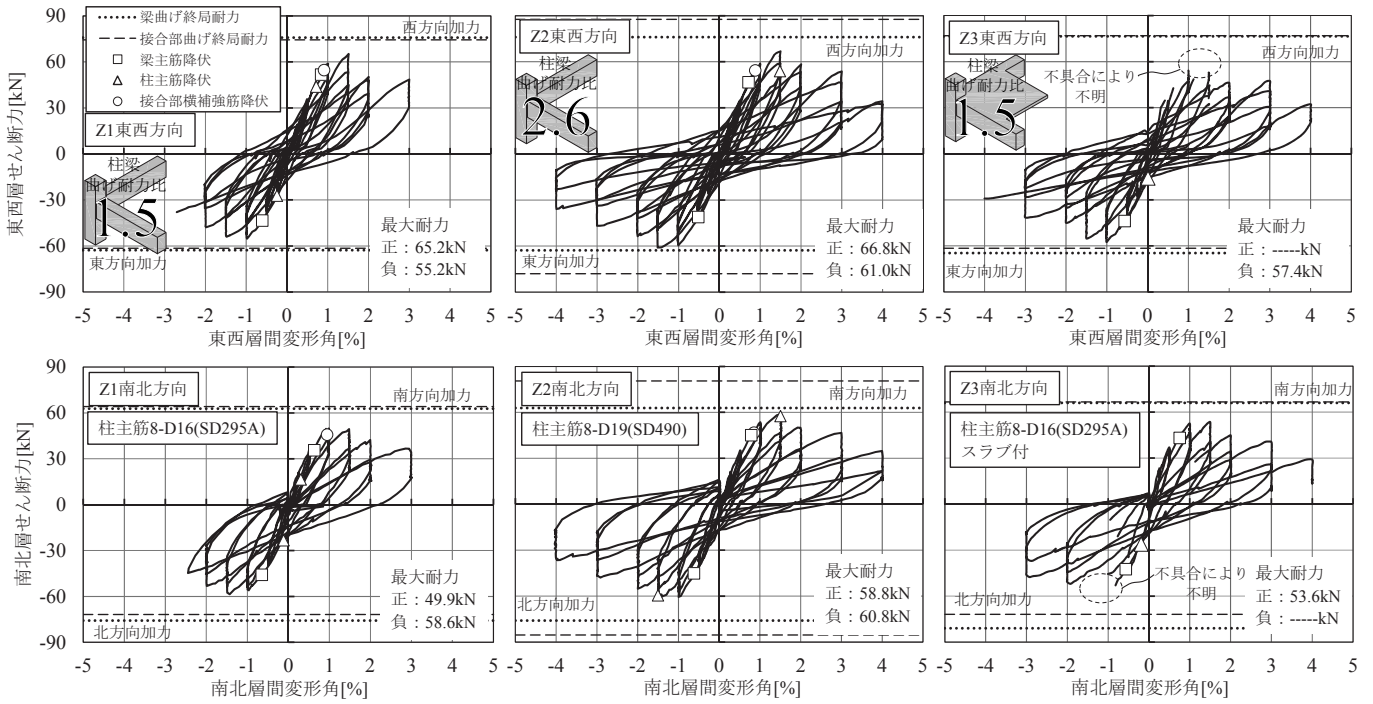 90
60
30
0
-30
-60
-90
東西層せん断力[kN]
梁曲げ終局耐力
接合部曲げ終局耐力
梁主筋降伏
柱主筋降伏
接合部横補強筋降伏
西方向加力
Z1東西方向
柱梁
曲げ耐力比
1.5
東方向加力
最大耐力
正：65.2kN
負：55.2kN
-5 -4 -3 -2 -1 0 1 2 3 4 5
東西層間変形角[%]
Z2東西方向
西方向加力
柱梁
曲げ耐力比
2.6
東方向加力
最大耐力
正：66.8kN
負：61.0kN
-5 -4 -3 -2 -1 0 1 2 3 4 5
東西層間変形角[%]
Z3東西方向
西方向加力
柱梁
曲げ耐力比
1.5
不具合により
不明
東方向加力
最大耐力
正：-----kN
負：57.4kN
-5 -4 -3 -2 -1 0 1 2 3 4 5
東西層間変形角[%]
90
60
30
0
-30
-60
-90
南北層せん断力[kN]
Z1南北方向
南方向加力
柱主筋8-D16(SD295A)
最大耐力
正：49.9kN
負：58.6kN
北方向加力
-5 -4 -3 -2 -1 0 1 2 3 4 5
南北層間変形角[%]
Z2南北方向
南方向加力
柱主筋8-D19(SD490)
最大耐力
正：58.8kN
負：60.8kN
北方向加力
-5 -4 -3 -2 -1 0 1 2 3 4 5
南北層間変形角[%]
Z3南北方向
南方向加力
柱主筋8-D16(SD295A)
スラブ付
不具合により
不明
最大耐力
正：53.6kN
負：-----kN
北方向加力
-5 -4 -3 -2 -1 0 1 2 3 4 5
南北層間変形角[%]